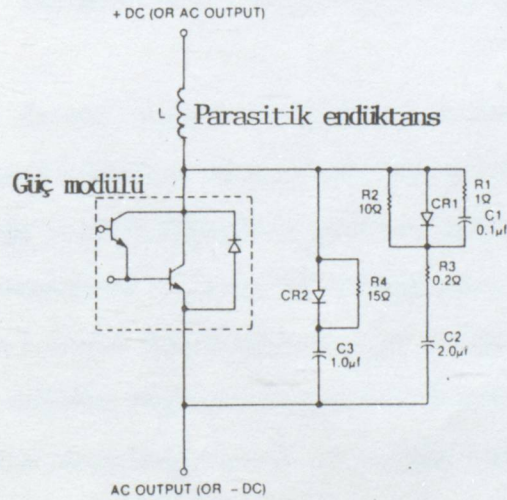 + DC (OR AC OUTPUT)
L
Parasitik endüktans
Güç modülü
R2
10Ω
CR1
R1
1Ω
C1
0.1μf
CR2
R4
15Ω
R3
0.2Ω
C3
1.0μf
C2
2.0μf
AC OUTPUT (OR - DC)